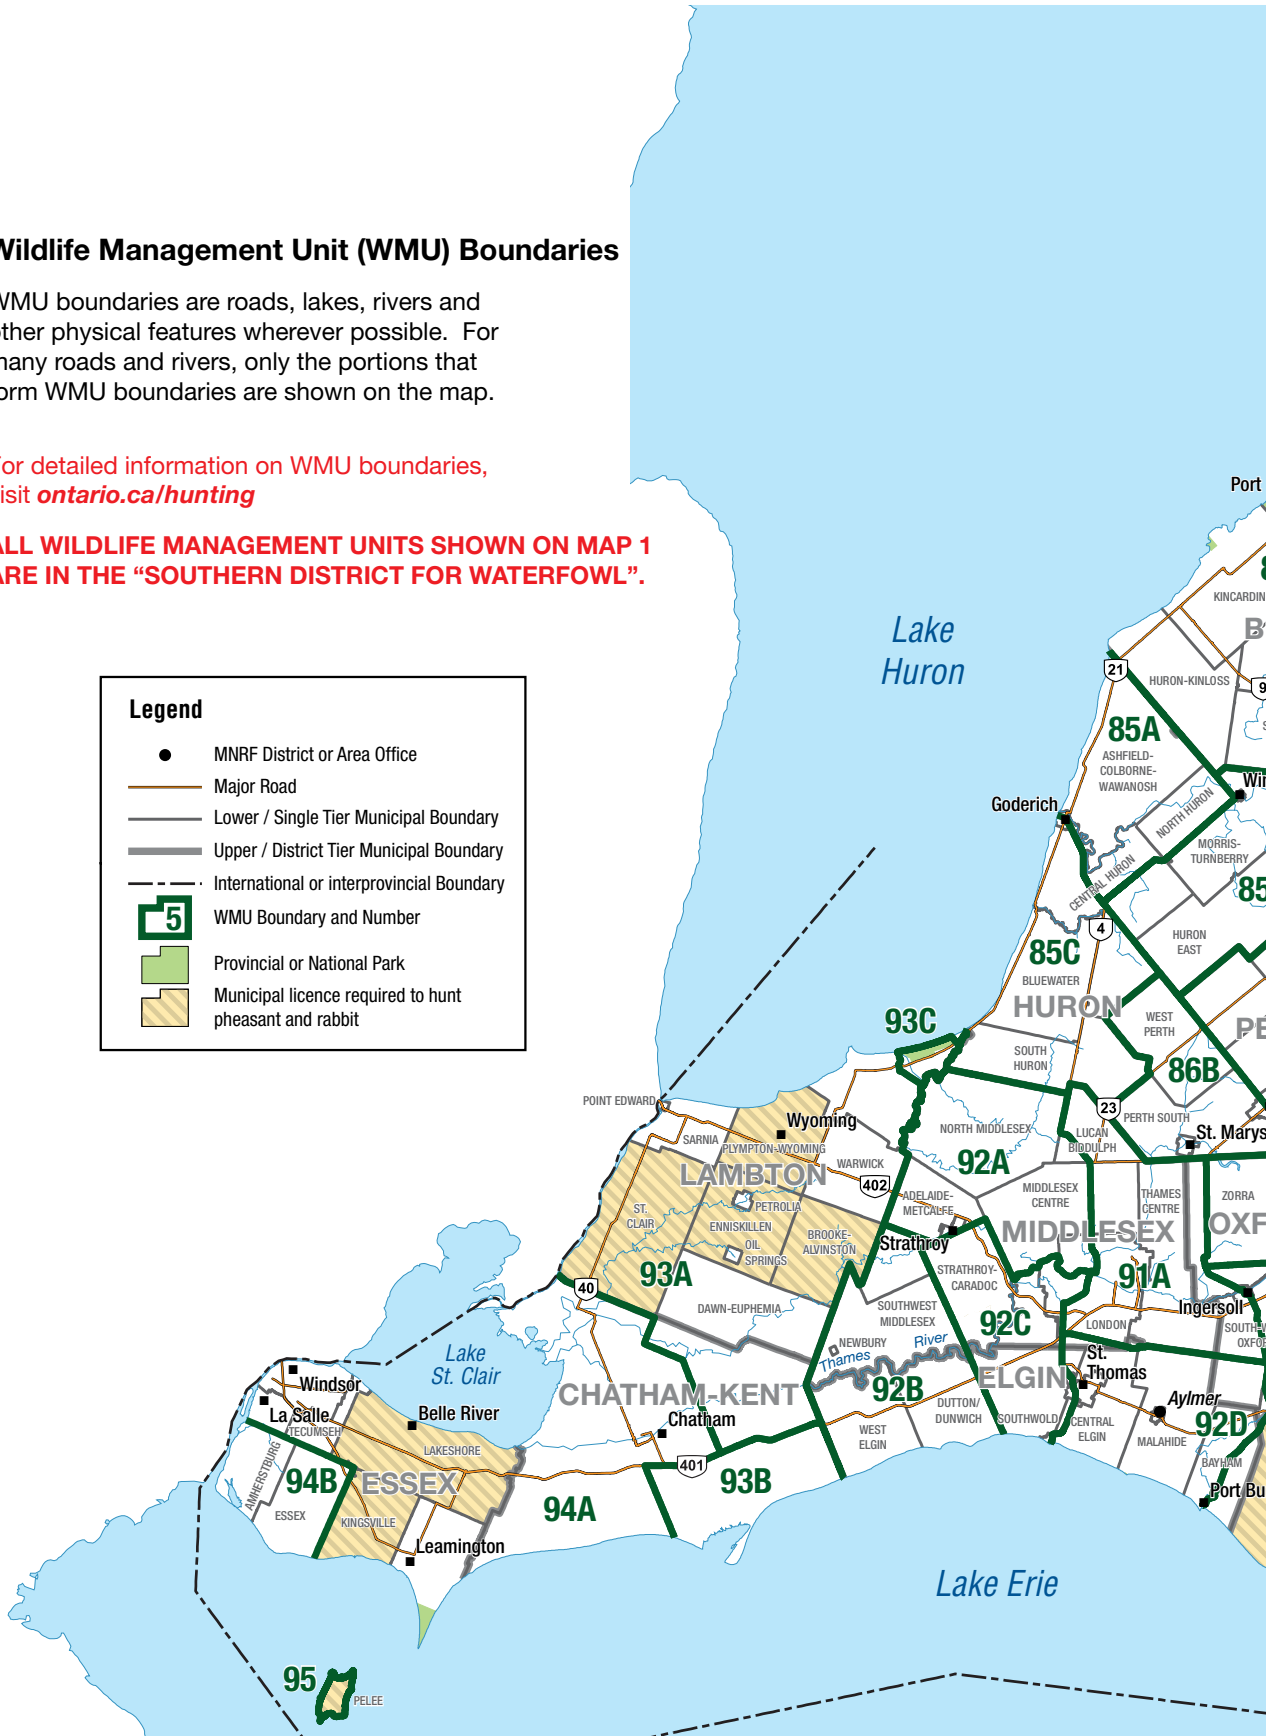 Wildlife Management Unit (WMU) Boundaries
WMU boundaries are roads, lakes, rivers and
other physical features wherever possible.  For
many roads and rivers, only the portions that
form WMU boundaries are shown on the map.
For detailed information on WMU boundaries,
visit ontario.ca/hunting
ALL WILDLIFE MANAGEMENT UNITS SHOWN ON MAP 1
ARE IN THE “SOUTHERN DISTRICT FOR WATERFOWL”.
Legend
MNRF District or Area Office
Major Road
Lower / Single Tier Municipal Boundary
Upper / District Tier Municipal Boundary
International or interprovincial Boundary
5
WMU Boundary and Number
Provincial or National Park
Municipal licence required to hunt
pheasant and rabbit
Port
KINCARDIN
Lake
Huron
21
HURON-KINLOSS
9
85A
ASHFIELD-
COLBORNE-
WAWANOSH
Goderich
NORTH HURON
MORRIS-
TURNBERRY
CENTRAL HURON
85
4
HURON
EAST
85C
BLUEWATER
HURON
93C
WEST
PERTH
PE
SOUTH
HURON
86B
POINT EDWARD
23
PERTH SOUTH
Wyoming
SARNIA
PLYMPTON-WYOMING
NORTH MIDDLESEX
LUCAN
BIDDULPH
St. Marys
LAMBTON
WARWICK
92A
402
ADELAIDE-
METCALFE
MIDDLESEX
CENTRE
THAMES
CENTRE
ZORRA
ST.
CLAIR
PETROLIA
ENNISKILLEN
OIL
SPRINGS
BROOKE-
ALVINSTON
Strathroy
MIDDLESEX
OXF
93A
STRATHROY-
CARADOC
91A
40
DAWN-EUPHEMIA
SOUTHWEST
MIDDLESEX
92C
Ingersoll
LONDON
SOUTH-W
OXFOR
NEWBURY
Thames
River
Lake
St. Clair
St.
Thomas
ELGIN
Windsor
CHATHAM-KENT
92B
Aylmer
La Salle
TECUMSEH
Belle River
Chatham
DUTTON/
DUNWICH
SOUTHWOLD
CENTRAL
ELGIN
92D
WEST
ELGIN
MALAHIDE
LAKESHORE
401
BAYHAM
AMHERSTBURG
94B
ESSEX
93B
Port Bu
ESSEX
KINGSVILLE
94A
Leamington
Lake Erie
95
PELEE